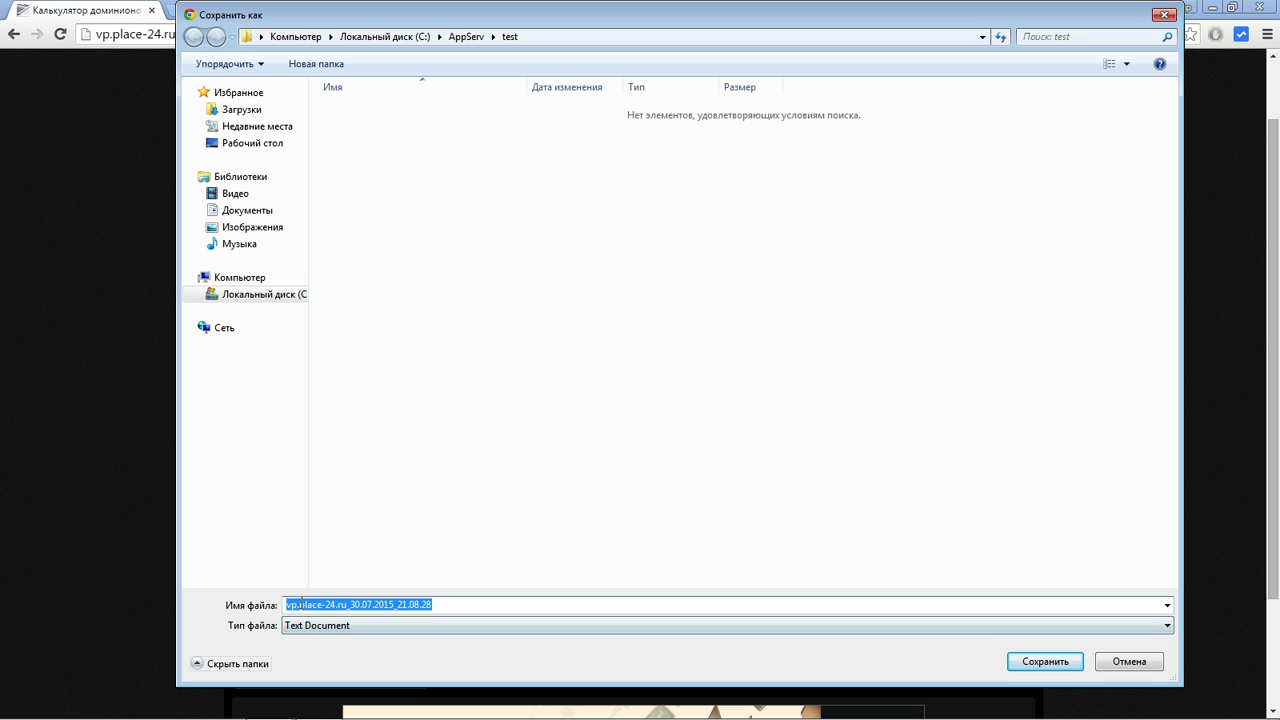 Калькулятор доминионо
Сохранить как
vp.place-24.ru
Компьютер
Локальный диск (C:)
AppServ
test
Поиск: test
Упорядочить
Новая папка
Имя
Дата изменения
Тип
Размер
Нет элементов, удовлетворяющих условиям поиска.
Избранное
Загрузки
Недавние места
Рабочий стол
Библиотеки
Видео
Документы
Изображения
Музыка
Компьютер
Локальный диск (C
Сеть
Имя файла:
vp.place-24.ru_30.07.2015_21.08.28
Тип файла:
Text Document
Скрыть папки
Сохранить
Отмена